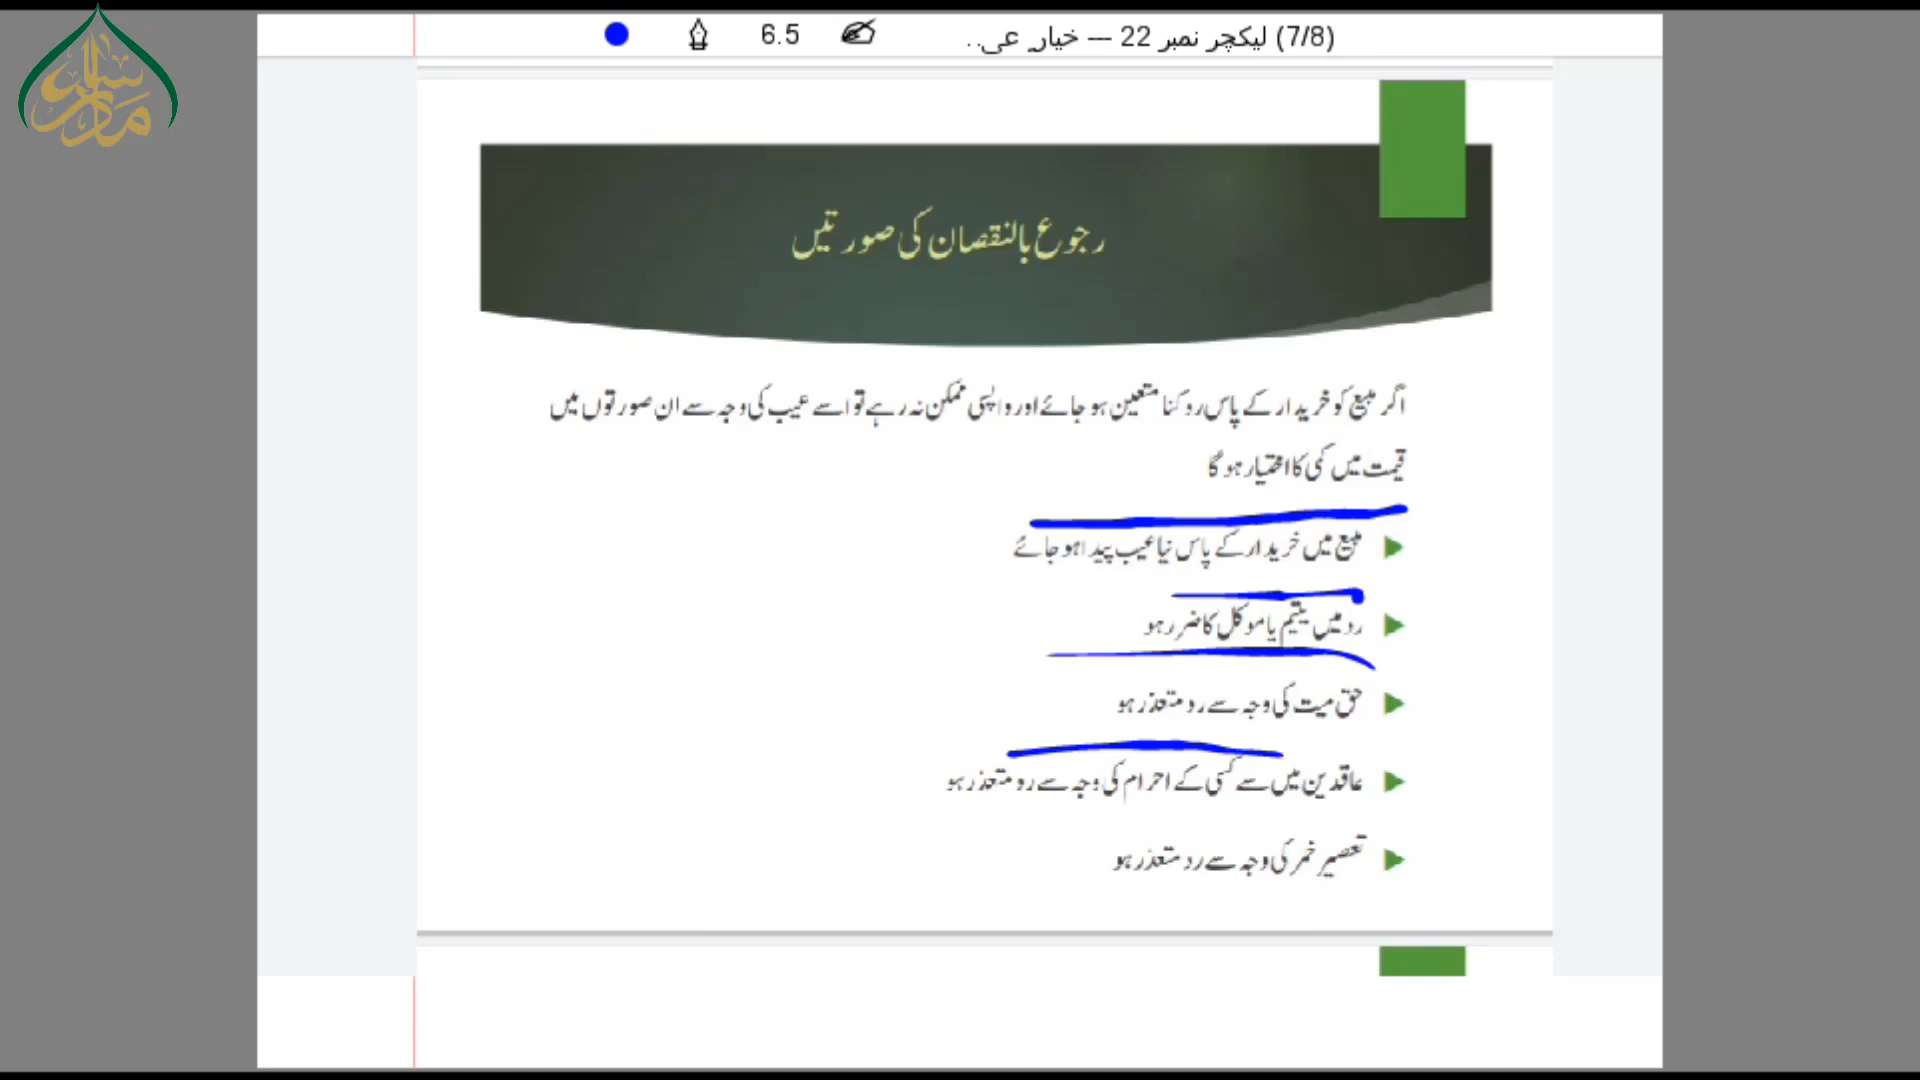 (7/8) لیکچر نمبر 22 --- خیارِ عی..
6.5
رجوع بالنقصان کی صورتیں
اگر مبیع کو خریدار کے پاس روکنا متعین ہو جائے اور واپسی ممکن نہ رہے تو اسے عیب کی وجہ سے ان صورتوں میں
قیمت میں کمی کا اختیار ہو گا
مبیع میں خریدار کے پاس نیا عیب پیدا ہو جائے
رد میں یتیم یا موکل کا ضرر ہو
حق میت کی وجہ سے رد متعذر ہو
عاقدین میں سے کسی کے احرام کی وجہ سے رد متعذر ہو
تعصیر خمر کی وجہ سے رد متعذر ہو